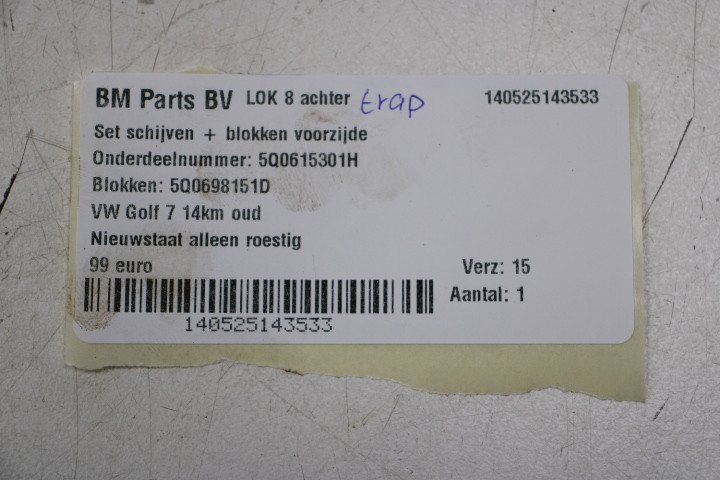 BM Parts BV LOK 8 achter trap 140525143533
Set schijven + blokken voorzijde
Onderdeelnummer: 5Q0615301H
Blokken: 5Q0698151D
VW Golf 7 14km oud
Nieuwstaat alleen roestig
99 euro Verz: 15
Aantal: 1
140525143533